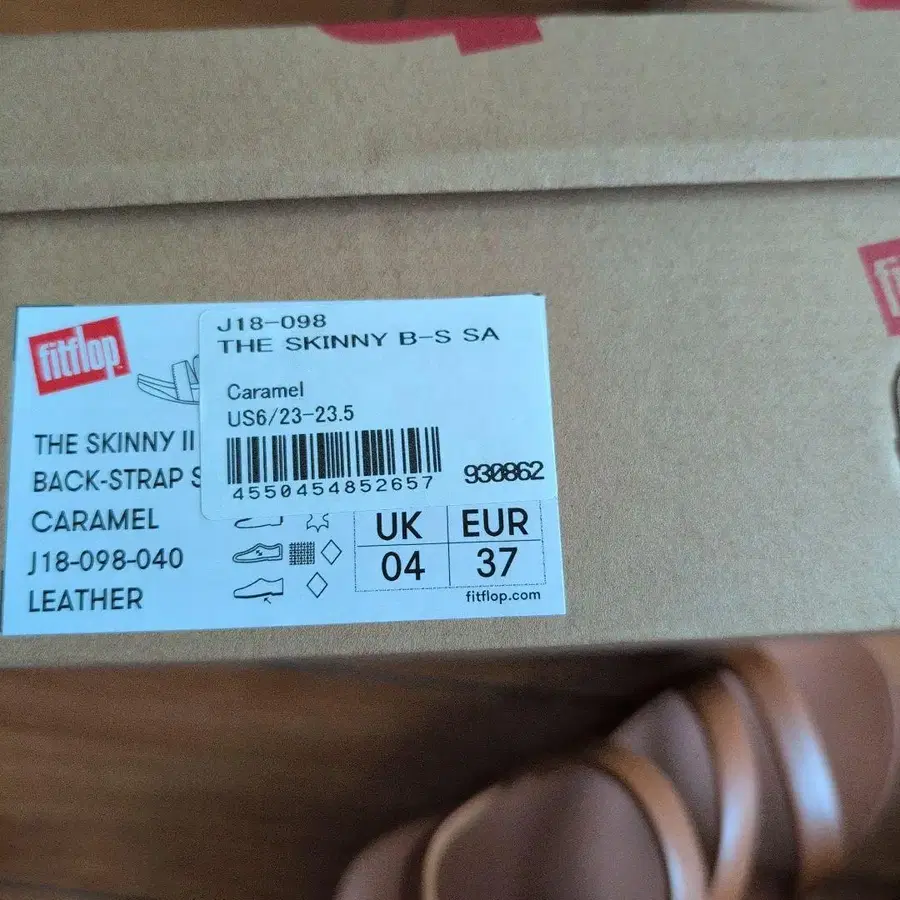 fitflop
J18-098
THE SKINNY B-S SA
Caramel
US6/23-23.5
4550454852657
930862
THE SKINNY II
BACK-STRAP S
CARAMEL
J18-098-040
LEATHER
UK EUR
04 37
fitflop.com